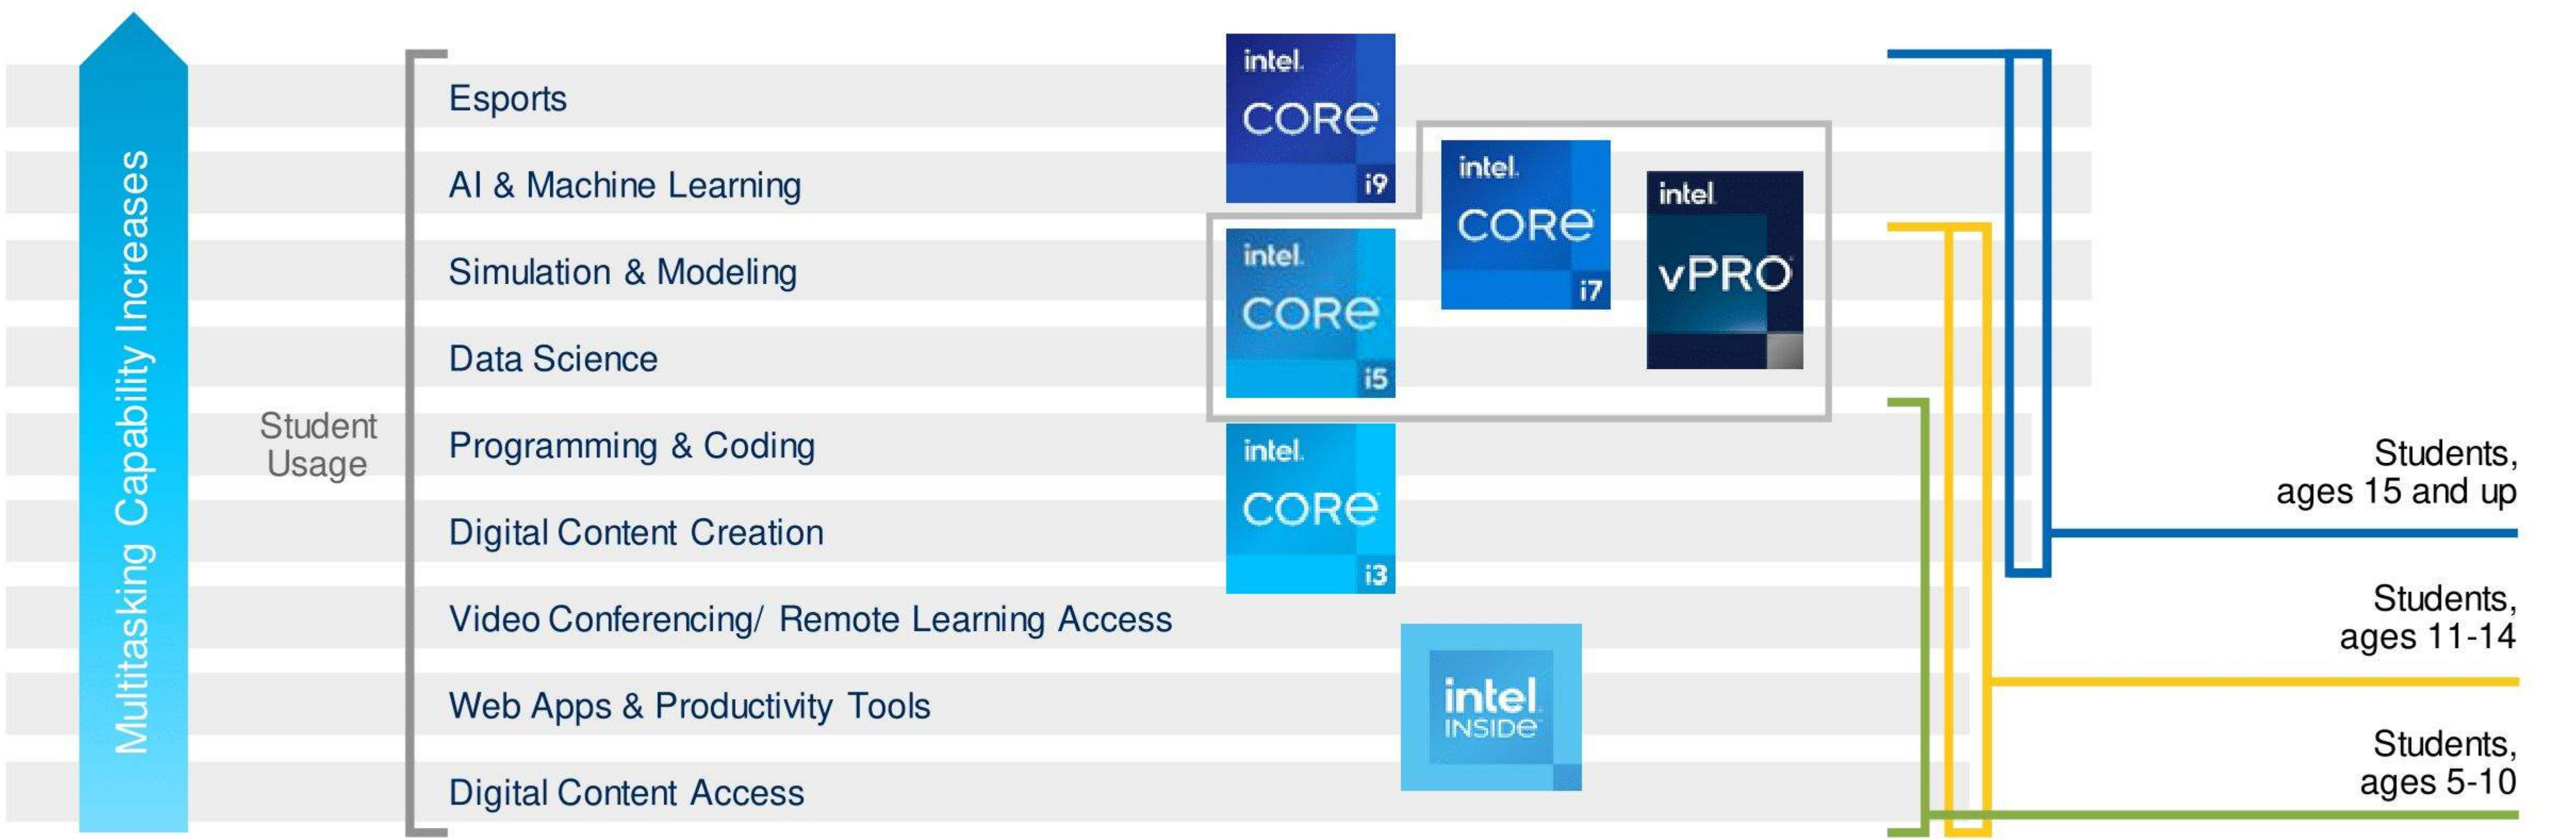 Multitasking Capability Increases
Student
Usage
Esports
AI & Machine Learning
Simulation & Modeling
Data Science
Programming & Coding
Digital Content Creation
Video Conferencing/ Remote Learning Access
Web Apps & Productivity Tools
Digital Content Access
intel.
CORe
i9
intel.
CORe
i7
intel
vPRO
intel.
CORe
i5
intel.
CORe
i3
intel.
INSIDe™
Students,
ages 15 and up
Students,
ages 11-14
Students,
ages 5-10